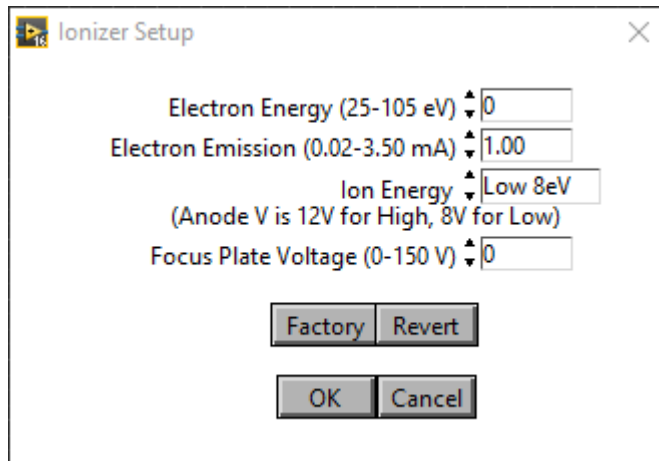 Ionizer Setup
Electron Energy (25-105 eV) 0
Electron Emission (0.02-3.50 mA) 1.00
Ion Energy Low 8eV
(Anode V is 12V for High, 8V for Low)
Focus Plate Voltage (0-150 V) 0
Factory Revert
OK Cancel